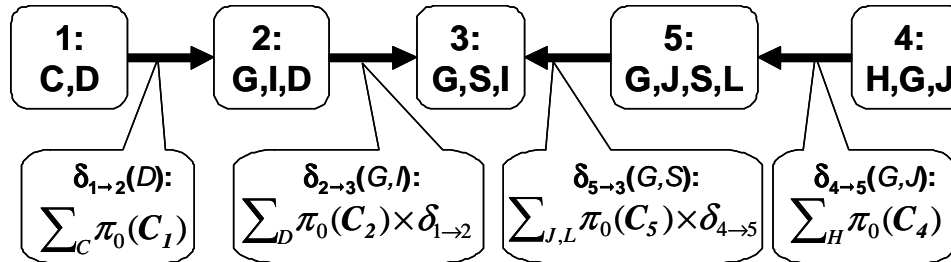 1: 2: 3: 5: 4:
C,D G,I,D G,S,I G,J,S,L H,G,J
δ1→2(D): δ2→3(G,I): δ5→3(G,S): δ4→5(G,J):
∑C π0(C1) ∑D π0(C2)×δ1→2 ∑J,L π0(C5)×δ4→5 ∑H π0(C4)